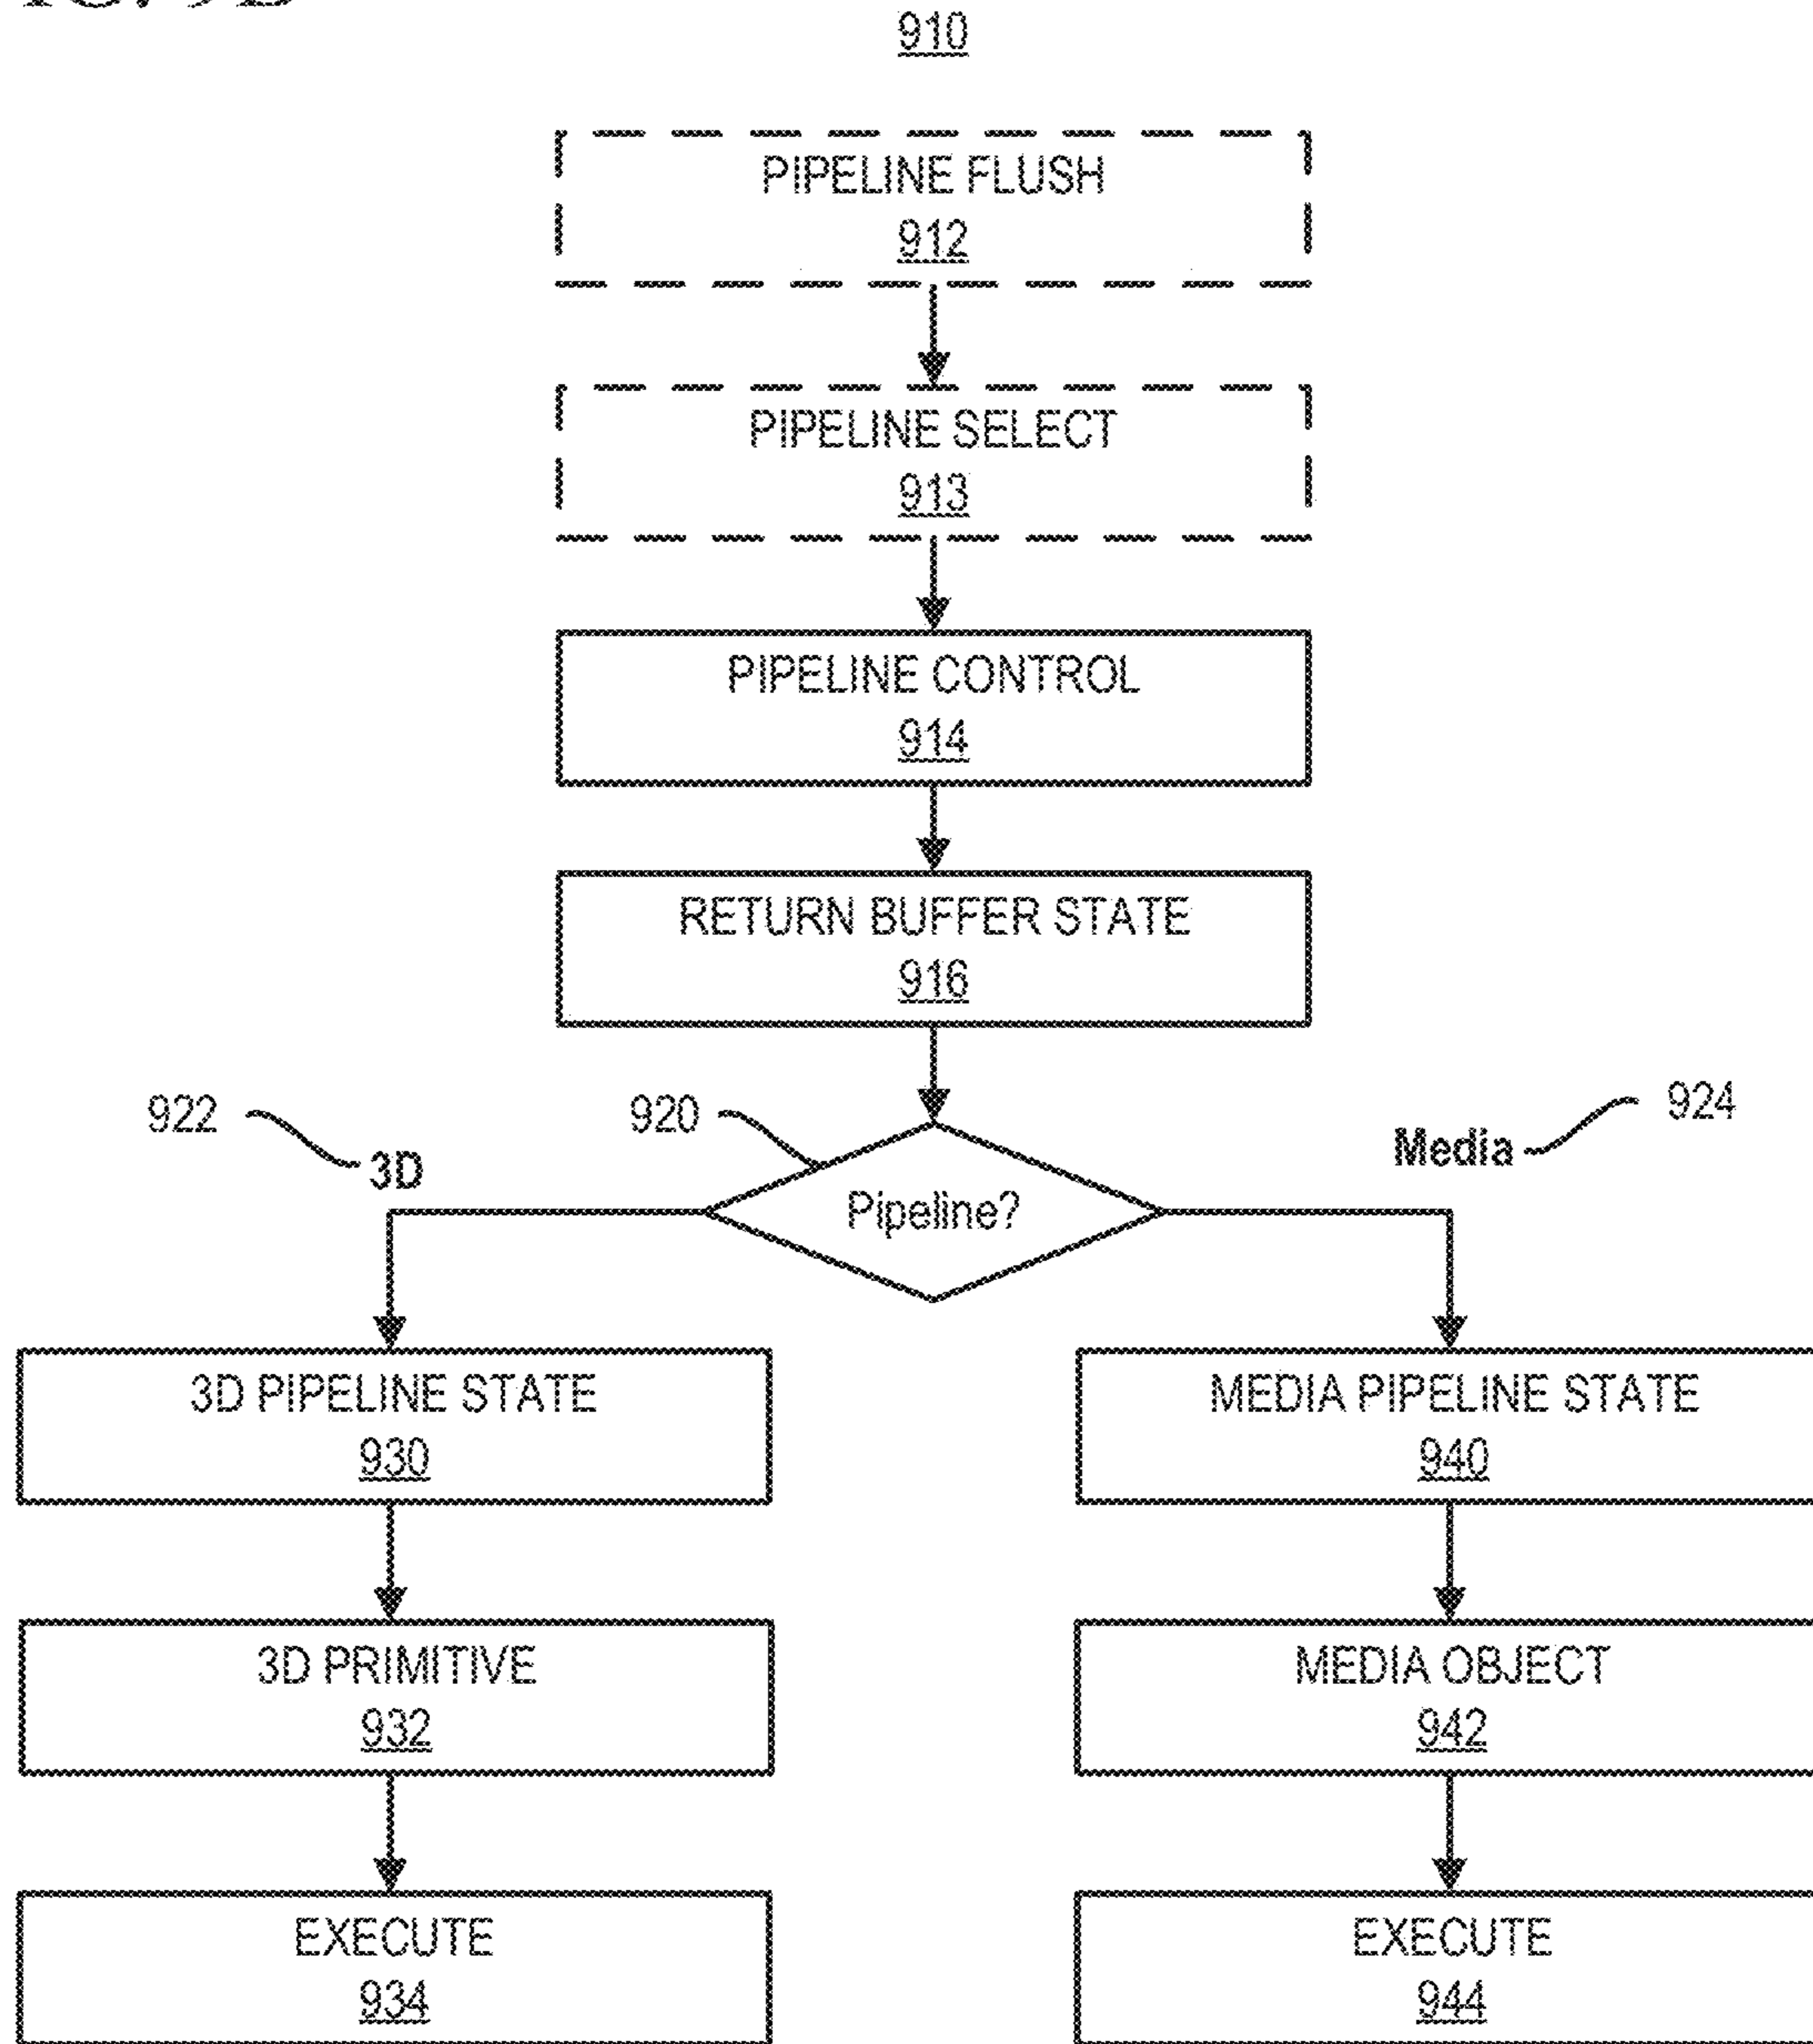 910
PIPELINE FLUSH
912
PIPELINE SELECT
913
PIPELINE CONTROL
914
RETURN BUFFER STATE
916
922
920
924
3D
Media
Pipeline?
3D PIPELINE STATE
930
MEDIA PIPELINE STATE
940
3D PRIMITIVE
932
MEDIA OBJECT
942
EXECUTE
934
EXECUTE
944